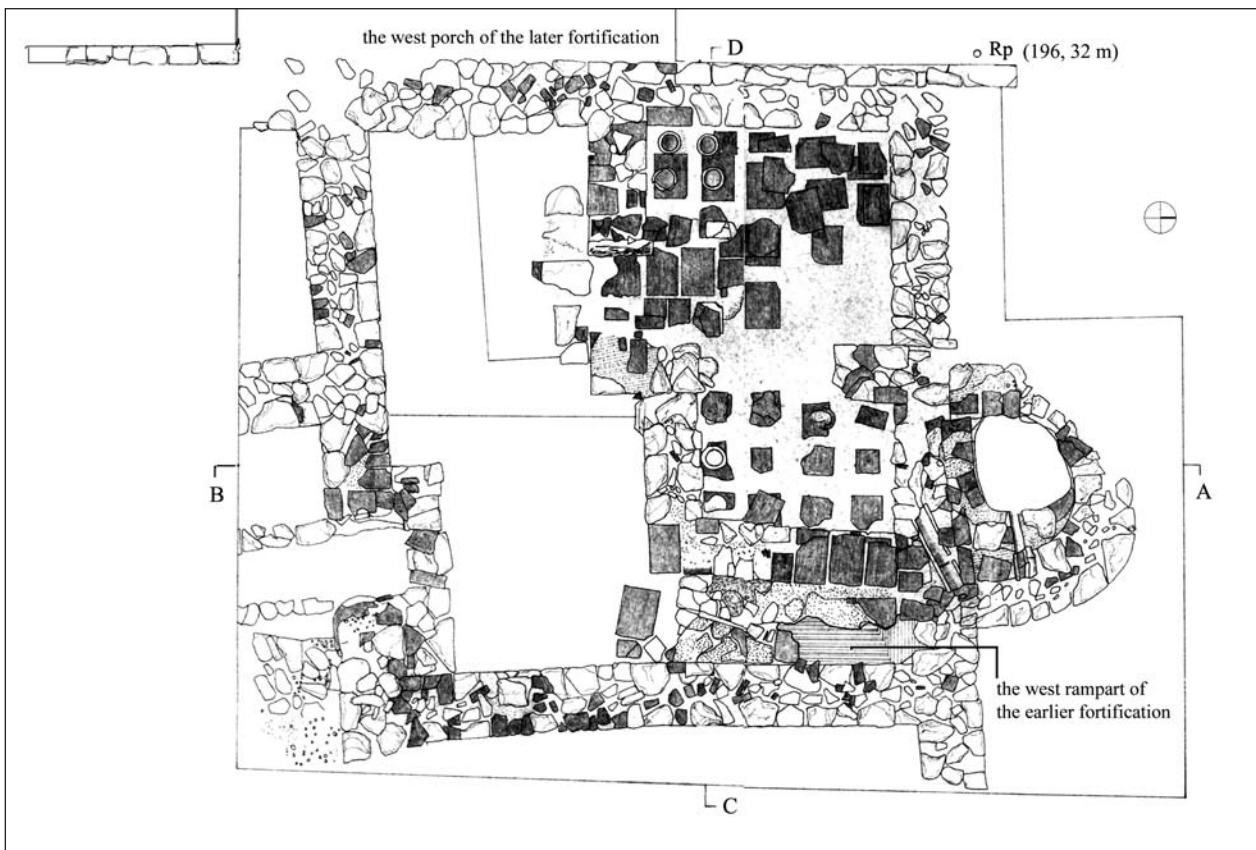 the west porch of the later fortification
D
Rp (196, 32 m)
B
A
the west rampart of
the earlier fortification
C